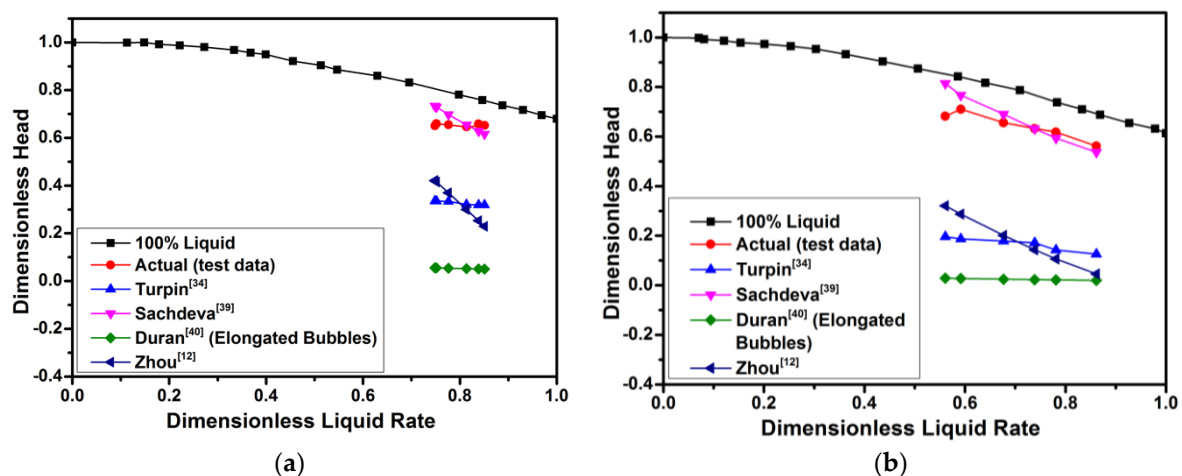 Dimensionless Head
1.0
0.8
0.6
0.4
0.2
0.0
-0.2
-0.4
100% Liquid
Actual (test data)
Turpin[34]
Sachdeva[39]
Duran[40] (Elongated Bubbles)
Zhou[12]
0.0 0.2 0.4 0.6 0.8 1.0
Dimensionless Liquid Rate
(a)
Dimensionless Head
1.0
0.8
0.6
0.4
0.2
0.0
-0.2
-0.4
100% Liquid
Actual (test data)
Turpin[34]
Sachdeva[39]
Duran[40] (Elongated
Bubbles)
Zhou[12]
0.0 0.2 0.4 0.6 0.8 1.0
Dimensionless Liquid Rate
(b)